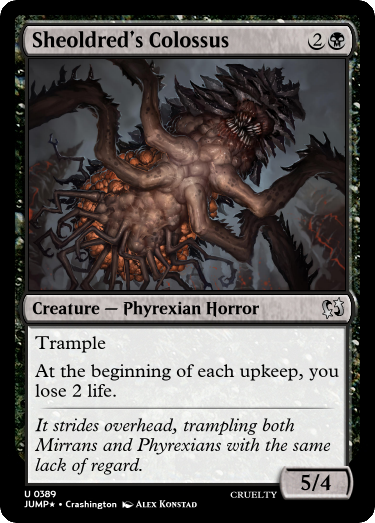 Sheoldred's Colossus 2
Creature — Phyrexian Horror
Trample
At the beginning of each upkeep, you
lose 2 life.
It strides overhead, trampling both
Mirrans and Phyrexians with the same
lack of regard.
5/4
U 0389
CRUELTY
JUMP★ • Crashington Alex Konstad